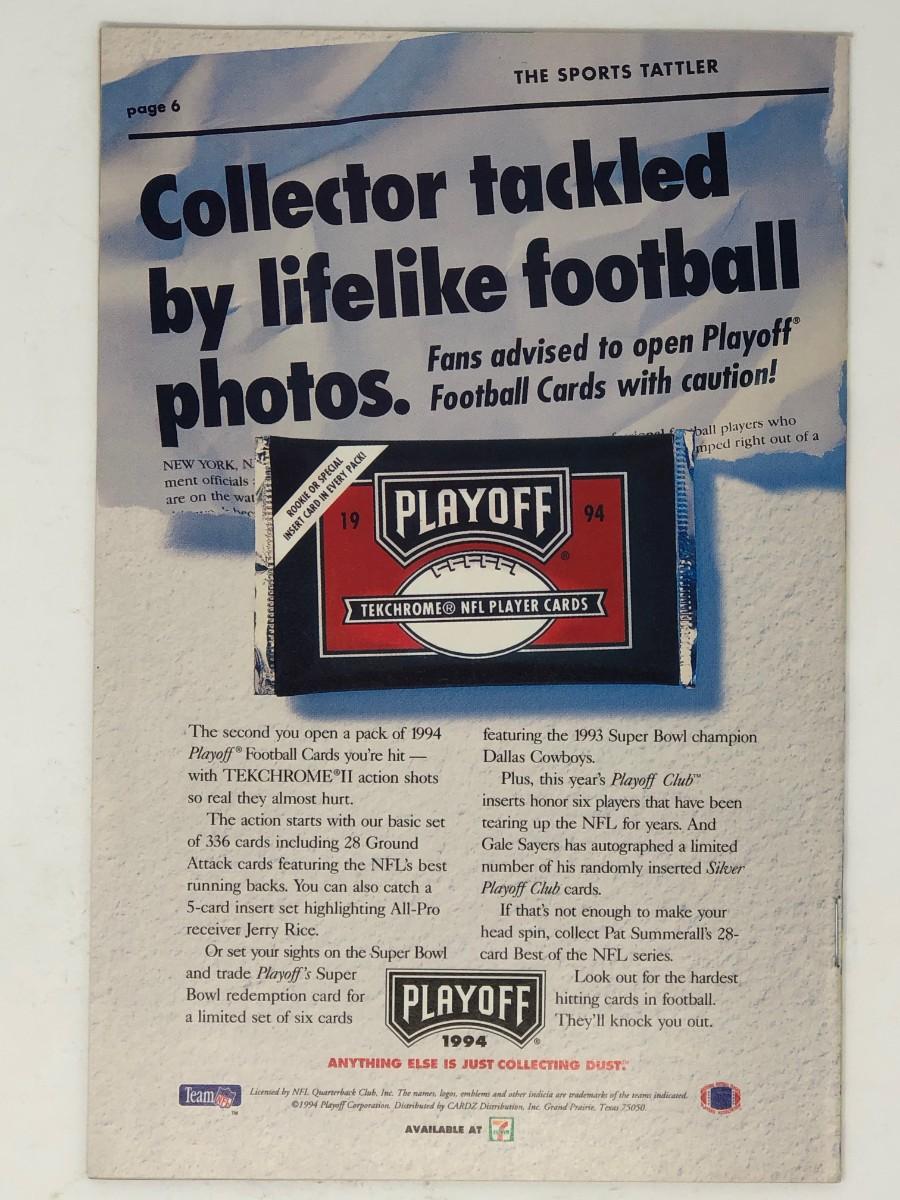 THE SPORTS TATTLER
page 6
Collector tackled
by lifelike football
photos.
Fans advised to open Playoff®
Football Cards with caution!
ball players who
mped right out of a
NEW YORK, N.
ment officials
are on the wat
ROOKIE OR SPECIAL
INSERT CARD IN EVERY PACK!
19 PLAYOFF 94
®
TEKCHROME® NFL PLAYER CARDS
The second you open a pack of 1994
Playoff® Football Cards you're hit —
with TEKCHROME®II action shots
so real they almost hurt.
The action starts with our basic set
of 336 cards including 28 Ground
Attack cards featuring the NFL's best
running backs. You can also catch a
5-card insert set highlighting All-Pro
receiver Jerry Rice.
Or set your sights on the Super Bowl
and trade Playoff's Super
Bowl redemption card for
a limited set of six cards
featuring the 1993 Super Bowl champion
Dallas Cowboys.
Plus, this year's Playoff Club™
inserts honor six players that have been
tearing up the NFL for years. And
Gale Sayers has autographed a limited
number of his randomly inserted Silver
Playoff Club cards.
If that's not enough to make your
head spin, collect Pat Summerall's 28-
card Best of the NFL series.
Look out for the hardest
hitting cards in football.
They'll knock you out.
PLAYOFF
1994 ®
ANYTHING ELSE IS JUST COLLECTING DUST.™
Team NFL ™
Licensed by NFL Quarterback Club, Inc. The names, logos, emblems and other indicia are trademarks of the teams indicated.
©1994 Playoff Corporation. Distributed by CARDZ Distribution, Inc. Grand Prairie, Texas 75050.
AVAILABLE AT 7 ELEVEN